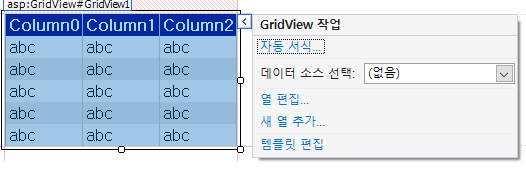 asp:GridView#GridView1
Column0 Column1 Column2
abc abc abc
abc abc abc
abc abc abc
abc abc abc
abc abc abc
GridView 작업
자동 서식...
데이터 소스 선택: (없음)
열 편집...
새 열 추가...
템플릿 편집